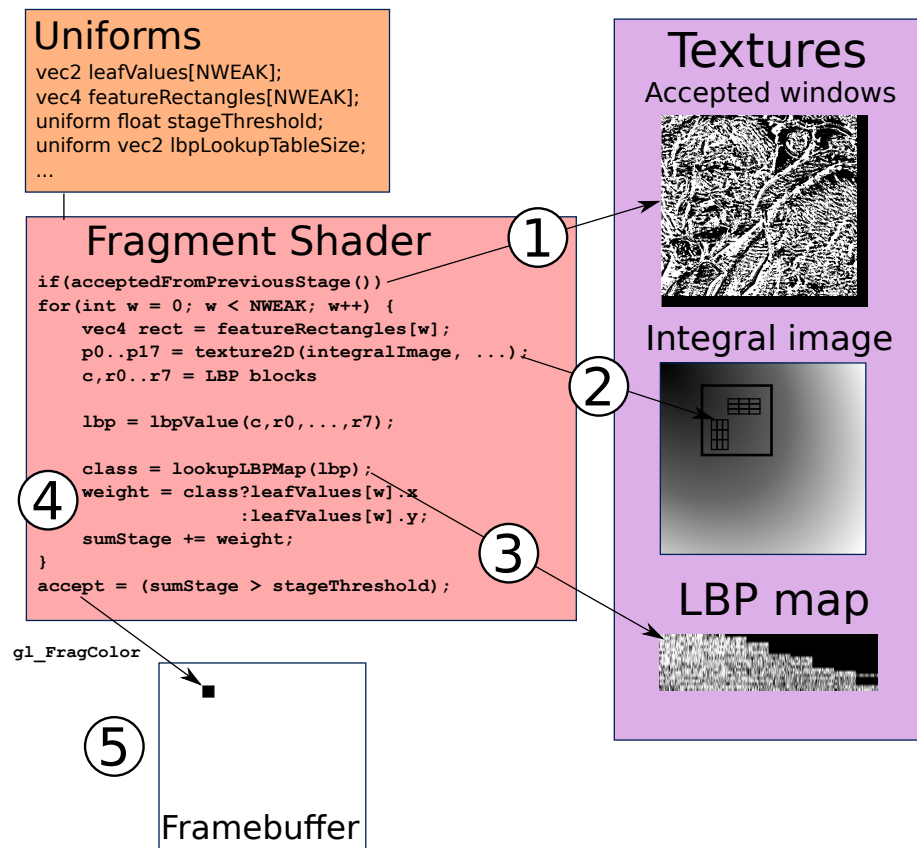 Uniforms
vec2 leafValues[NWEAK];
vec4 featureRectangles[NWEAK];
uniform float stageThreshold;
uniform vec2 lbpLookupTableSize;
...
Fragment Shader
if(acceptedFromPreviousStage())
for(int w = 0; w < NWEAK; w++) {
vec4 rect = featureRectangles[w];
p0..p17 = texture2D(integralImage, ...);
c,r0..r7 = LBP blocks
lbp = lbpValue(c,r0,...,r7);
class = lookupLBPMap(lbp);
weight = class?leafValues[w].x
:leafValues[w].y;
sumStage += weight;
}
accept = (sumStage > stageThreshold);
1
2
3
4
gl_FragColor
5
Framebuffer
Textures
Accepted windows
Integral image
LBP map